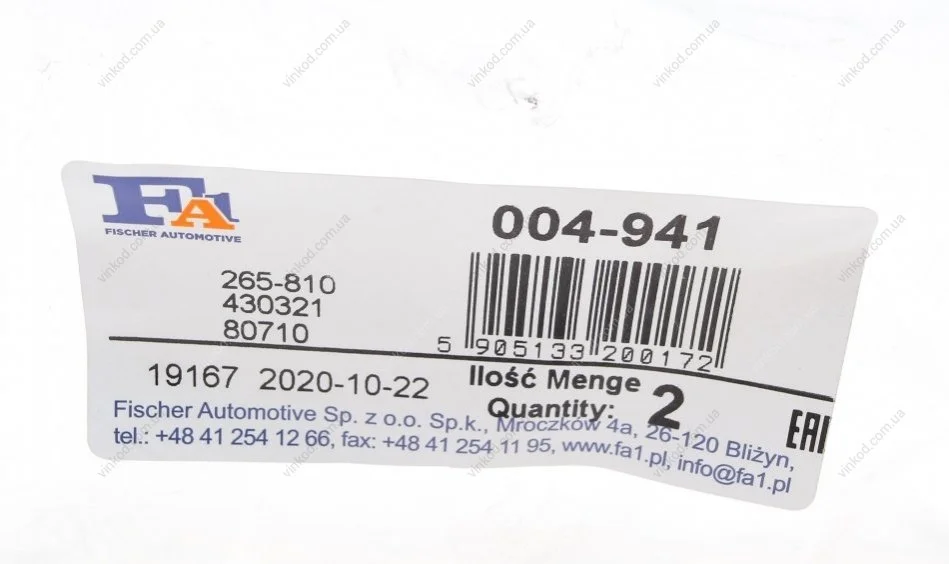 FA1
FISCHER AUTOMOTIVE
004-941
265-810
430321
80710
5 905133 200172
19167 2020-10-22
Ilość Menge
Quantity: 2
Fischer Automotive Sp. z o.o. Sp.k., Mroczków 4a, 26-120 Bliżyn,
tel.: +48 41 254 12 66, fax: +48 41 254 11 95, www.fa1.pl, info@fa1.pl
EAC
vinkod.com.ua